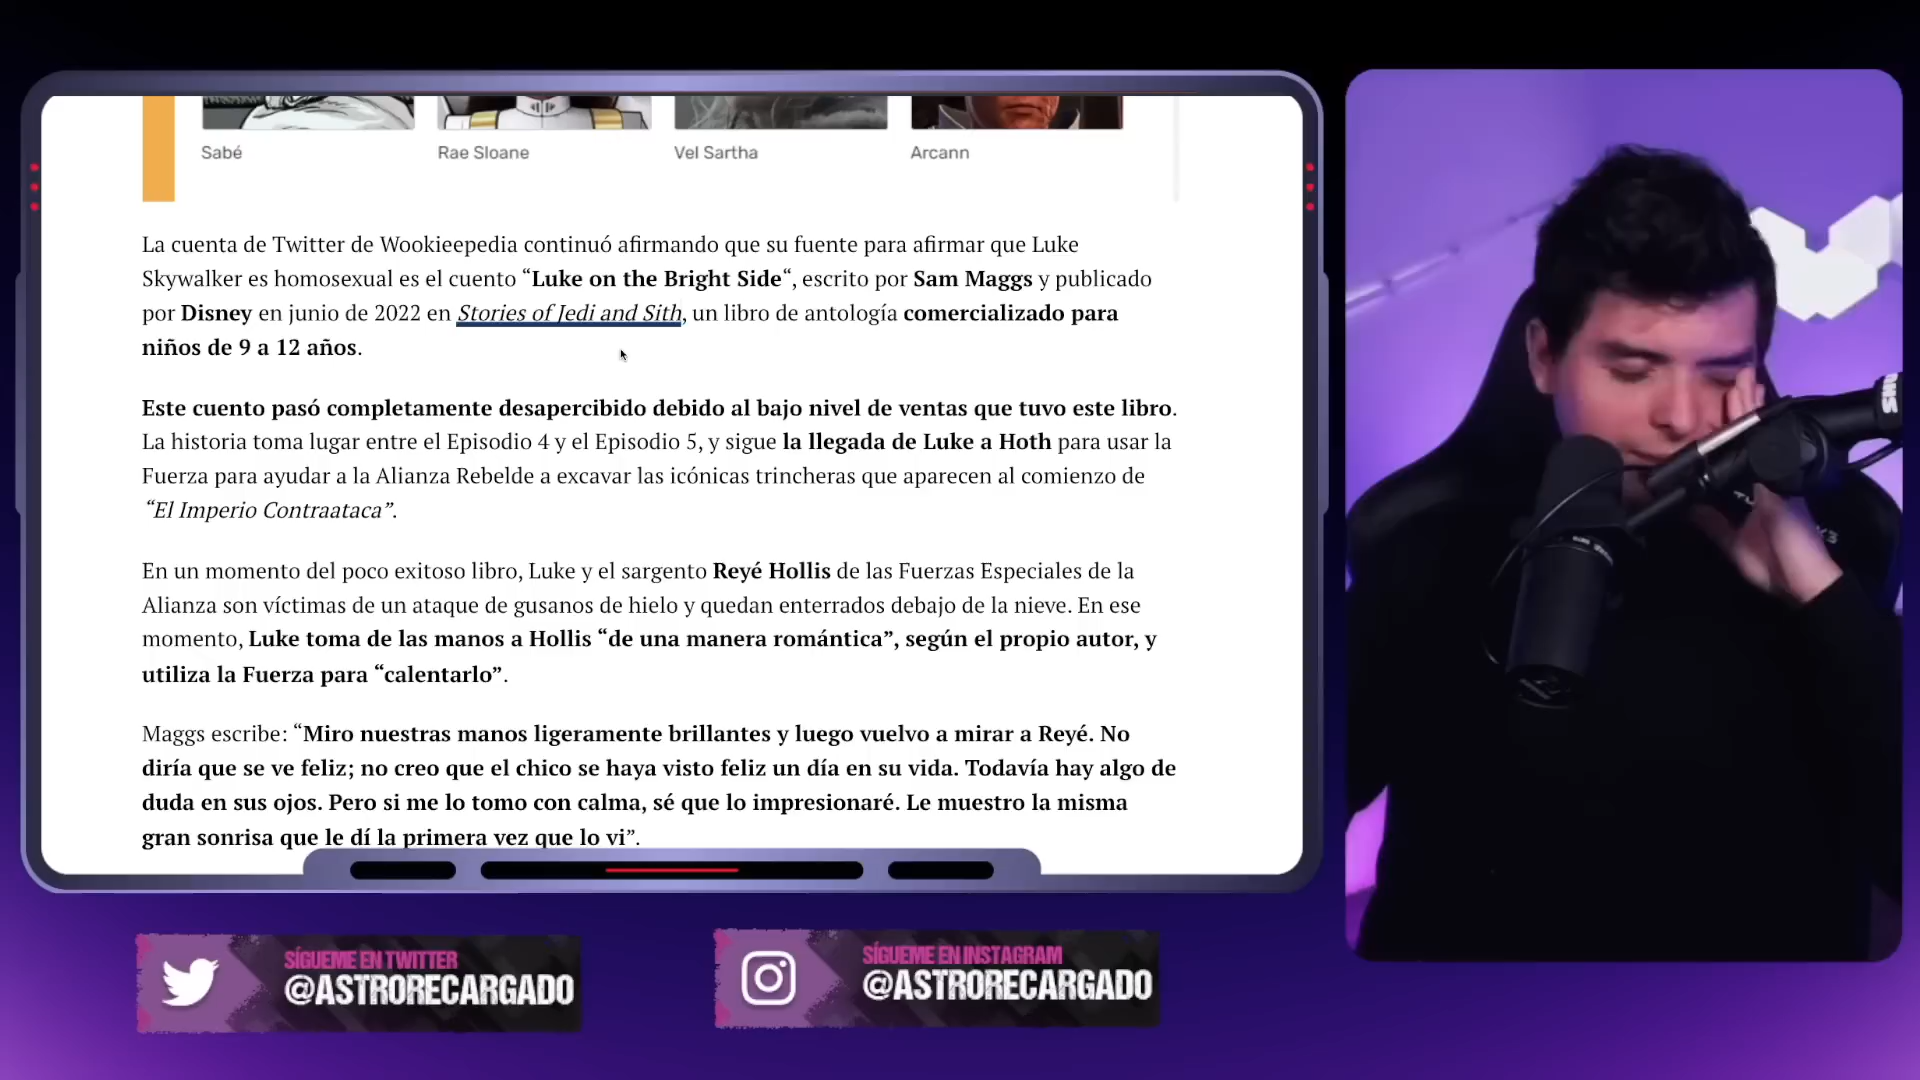 Sabé
Rae Sloane
Vel Sartha
Arcann
La cuenta de Twitter de Wookieepedia continuó afirmando que su fuente para afirmar que Luke
Skywalker es homosexual es el cuento “Luke on the Bright Side“, escrito por Sam Maggs y publicado
por Disney en junio de 2022 en Stories of Jedi and Sith, un libro de antología comercializado para
niños de 9 a 12 años.
Este cuento pasó completamente desapercibido debido al bajo nivel de ventas que tuvo este libro.
La historia toma lugar entre el Episodio 4 y el Episodio 5, y sigue la llegada de Luke a Hoth para usar la
Fuerza para ayudar a la Alianza Rebelde a excavar las icónicas trincheras que aparecen al comienzo de
“El Imperio Contraataca”.
En un momento del poco exitoso libro, Luke y el sargento Reyé Hollis de las Fuerzas Especiales de la
Alianza son víctimas de un ataque de gusanos de hielo y quedan enterrados debajo de la nieve. En ese
momento, Luke toma de las manos a Hollis “de una manera romántica”, según el propio autor, y
utiliza la Fuerza para “calentarlo”.
Maggs escribe: “Miro nuestras manos ligeramente brillantes y luego vuelvo a mirar a Reyé. No
diría que se ve feliz; no creo que el chico se haya visto feliz un día en su vida. Todavía hay algo de
duda en sus ojos. Pero si me lo tomo con calma, sé que lo impresionaré. Le muestro la misma
gran sonrisa que le dí la primera vez que lo vi”.
SÍGUEME EN TWITTER
@ASTRORECARGADO
SÍGUEME EN INSTAGRAM
@ASTRORECARGADO